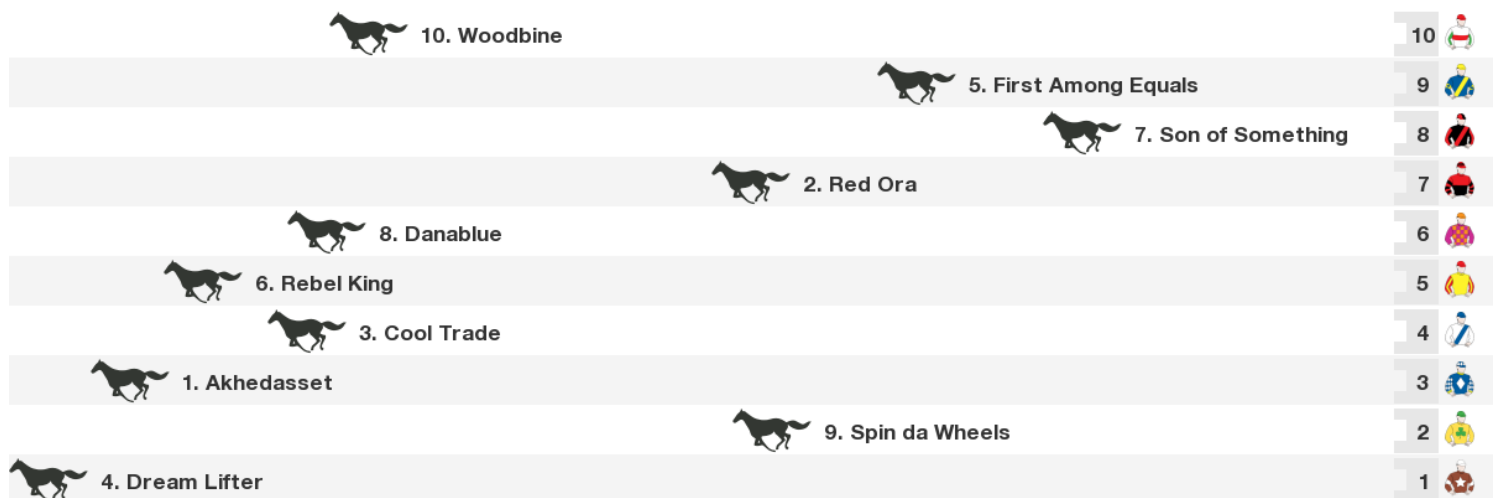 10. Woodbine 10
5. First Among Equals 9
7. Son of Something 8
2. Red Ora 7
8. Danablue 6
6. Rebel King 5
3. Cool Trade 4
1. Akhedasset 3
9. Spin da Wheels 2
4. Dream Lifter 1